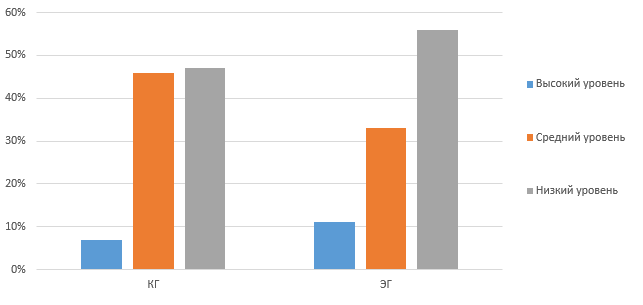 60%
50%
40%
30%
20%
10%
0%
КГ
ЭГ
Высокий уровень
Средний уровень
Низкий уровень